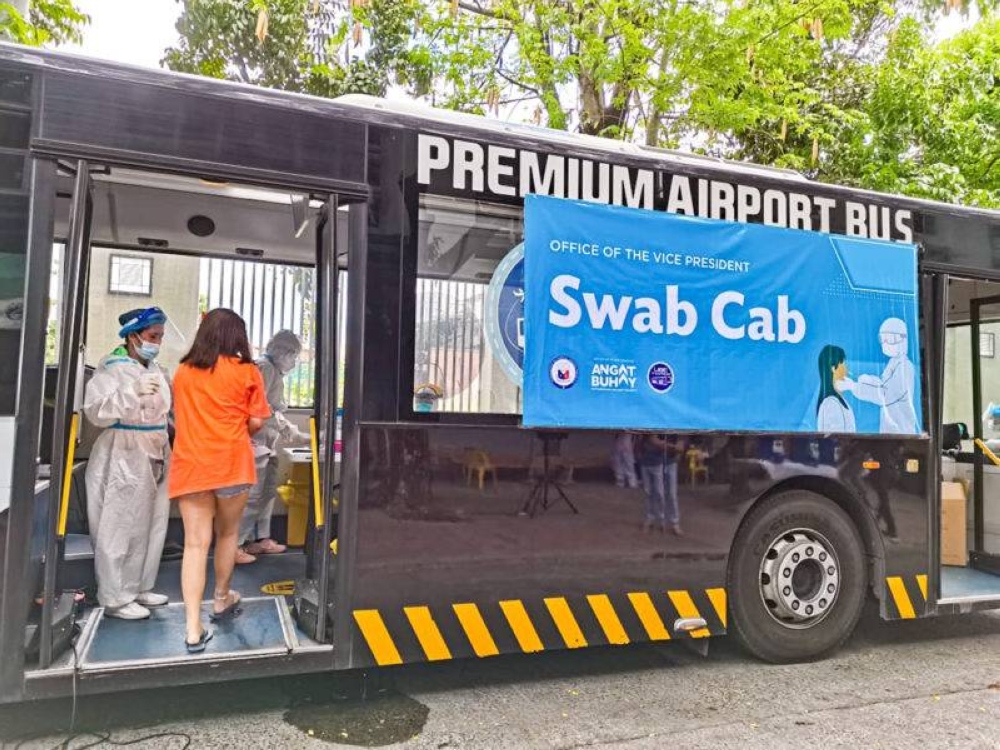 PREMIUM AIRPORT BUS
OFFICE OF THE VICE PRESIDENT
Swab Cab
ANGAT
BUHAY